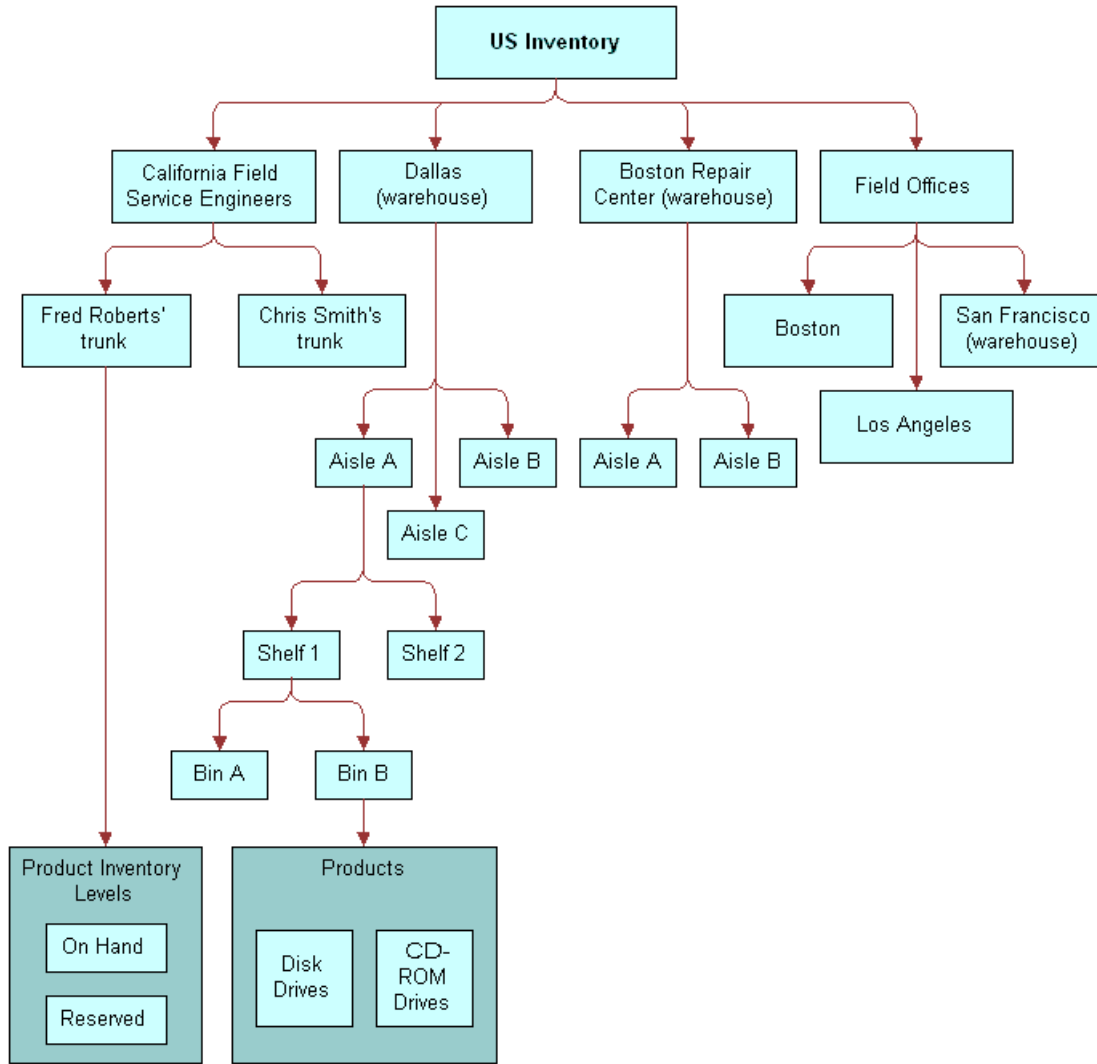 US Inventory
California Field
Service Engineers
Dallas
(warehouse)
Boston Repair
Center (warehouse)
Field Offices
Fred Roberts'
trunk
Chris Smith's
trunk
Boston
San Francisco
(warehouse)
Los Angeles
Aisle A
Aisle B
Aisle A
Aisle B
Aisle C
Shelf 1
Shelf 2
Bin A
Bin B
Product Inventory
Levels
On Hand
Reserved
Products
Disk
Drives
CD-
ROM
Drives